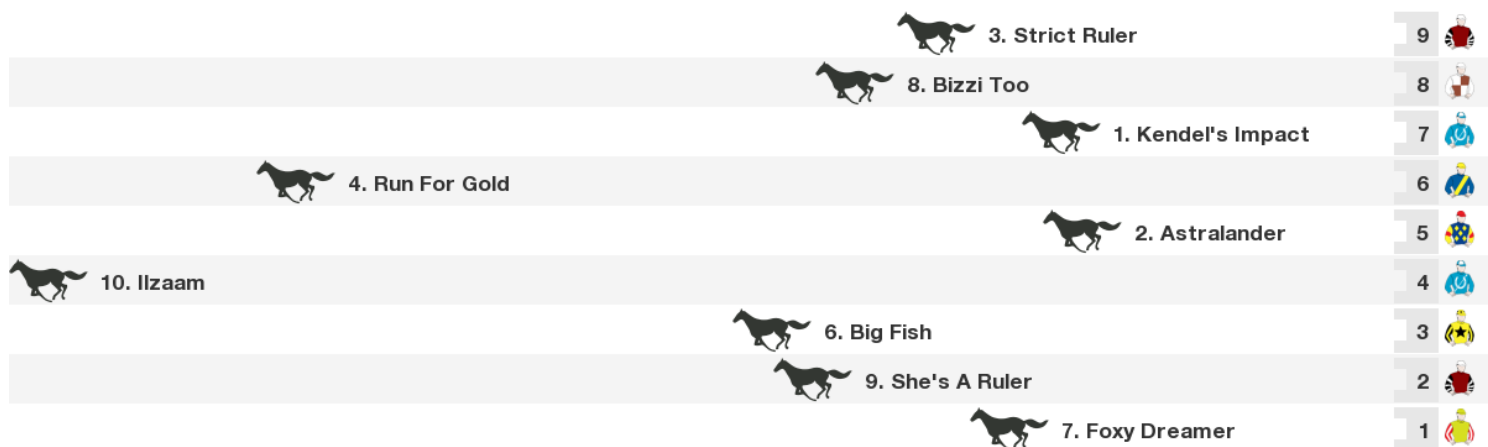 3. Strict Ruler 9
8. Bizzi Too 8
1. Kendel's Impact 7
4. Run For Gold 6
2. Astralander 5
10. Ilzaam 4
6. Big Fish 3
9. She's A Ruler 2
7. Foxy Dreamer 1